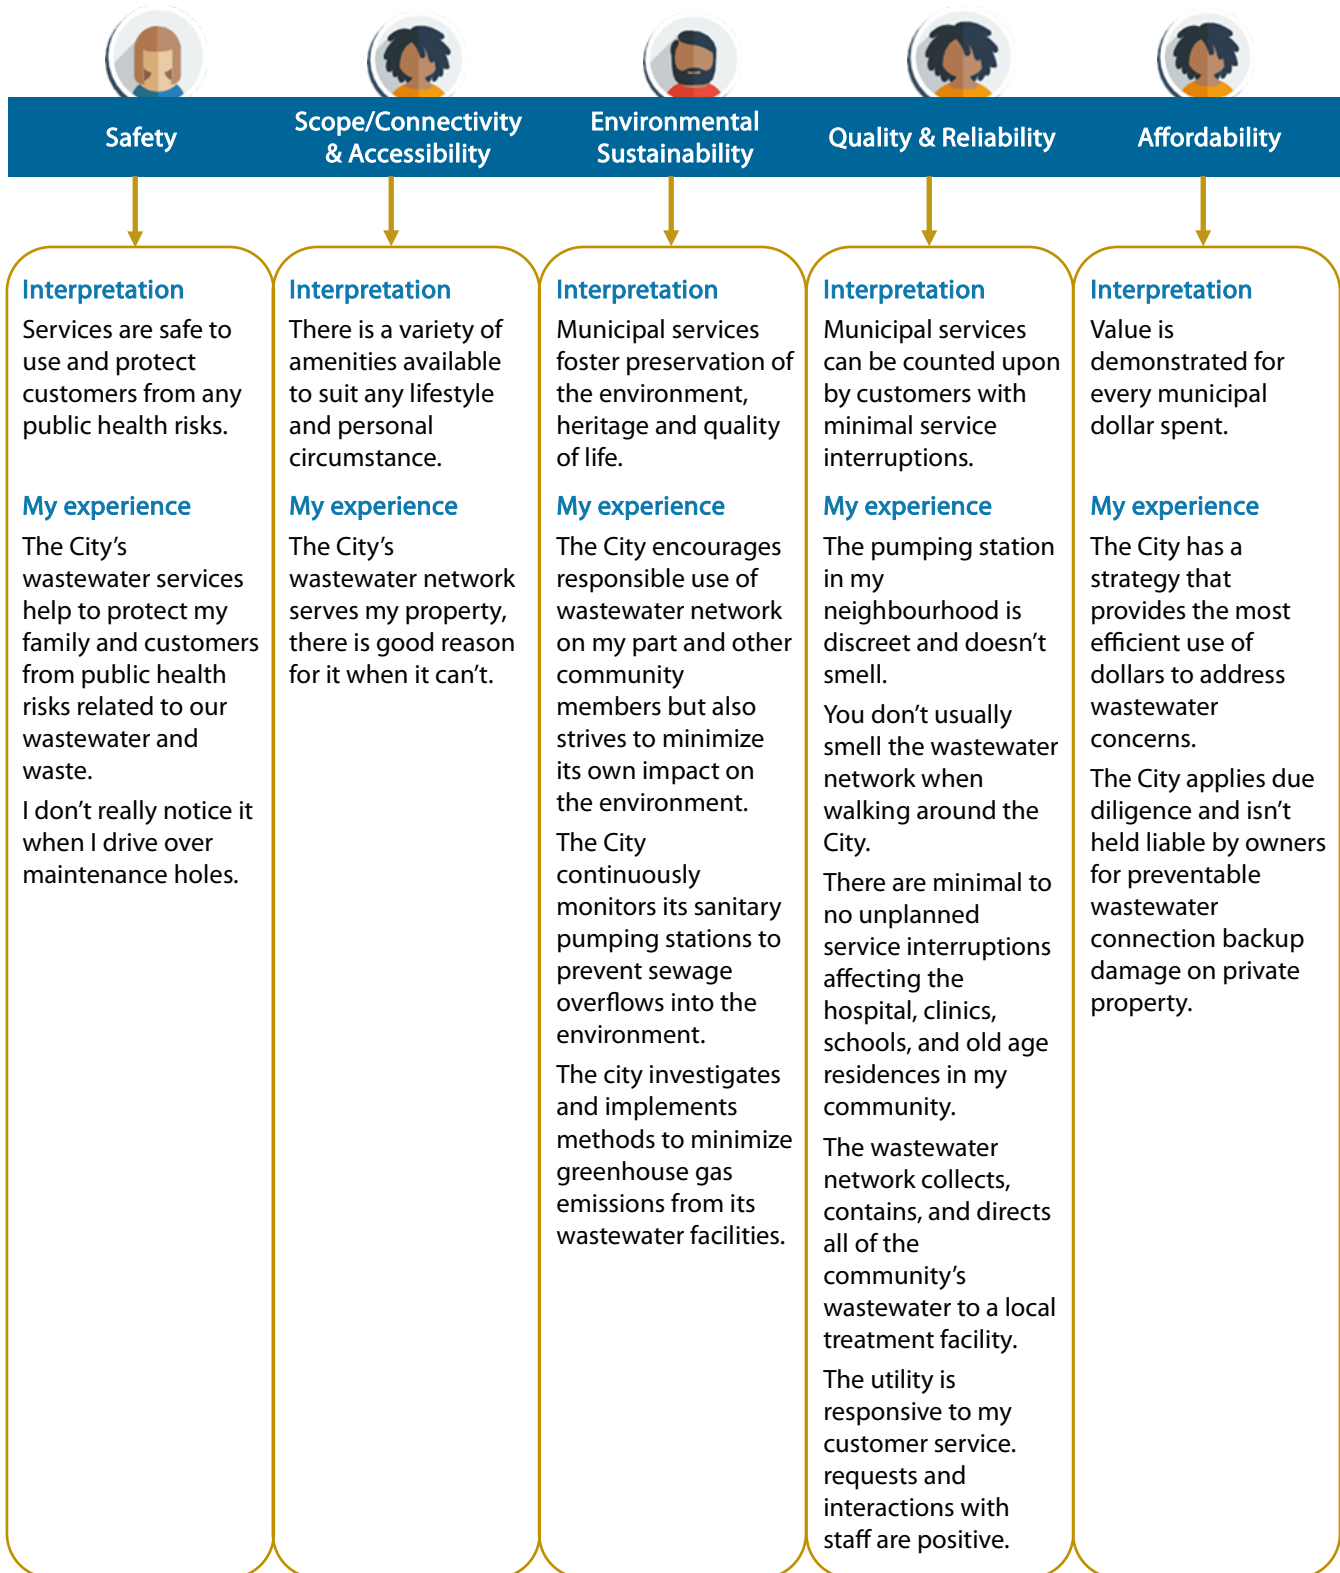 Safety
Scope/Connectivity
& Accessibility
Environmental
Sustainability
Quality & Reliability
Affordability
Interpretation
Services are safe to
use and protect
customers from any
public health risks.
My experience
The City’s
wastewater services
help to protect my
family and customers
from public health
risks related to our
wastewater and
waste.
I don’t really notice it
when I drive over
maintenance holes.
Interpretation
There is a variety of
amenities available
to suit any lifestyle
and personal
circumstance.
My experience
The City’s
wastewater network
serves my property,
there is good reason
for it when it can’t.
Interpretation
Municipal services
foster preservation of
the environment,
heritage and quality
of life.
My experience
The City encourages
responsible use of
wastewater network
on my part and other
community
members but also
strives to minimize
its own impact on
the environment.
The City
continuously
monitors its sanitary
pumping stations to
prevent sewage
overflows into the
environment.
The city investigates
and implements
methods to minimize
greenhouse gas
emissions from its
wastewater facilities.
Interpretation
Municipal services
can be counted upon
by customers with
minimal service
interruptions.
My experience
The pumping station
in my
neighbourhood is
discreet and doesn’t
smell.
You don’t usually
smell the wastewater
network when
walking around the
City.
There are minimal to
no unplanned
service interruptions
affecting the
hospital, clinics,
schools, and old age
residences in my
community.
The wastewater
network collects,
contains, and directs
all of the
community’s
wastewater to a local
treatment facility.
The utility is
responsive to my
customer service.
requests and
interactions with
staff are positive.
Interpretation
Value is
demonstrated for
every municipal
dollar spent.
My experience
The City has a
strategy that
provides the most
efficient use of
dollars to address
wastewater
concerns.
The City applies due
diligence and isn’t
held liable by owners
for preventable
wastewater
connection backup
damage on private
property.